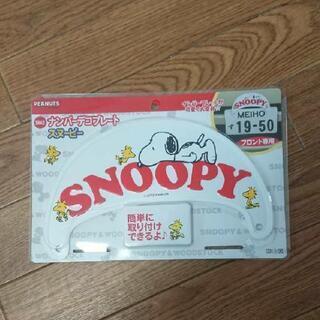 PEANUTS
ナンバーデコプレート
スヌーピー
SNOOPY
MEIHO
す 19-50
フロント専用
SNOOPY
簡単に
取り付け
できるよ♪
SNOOPY & WOODSTOCK